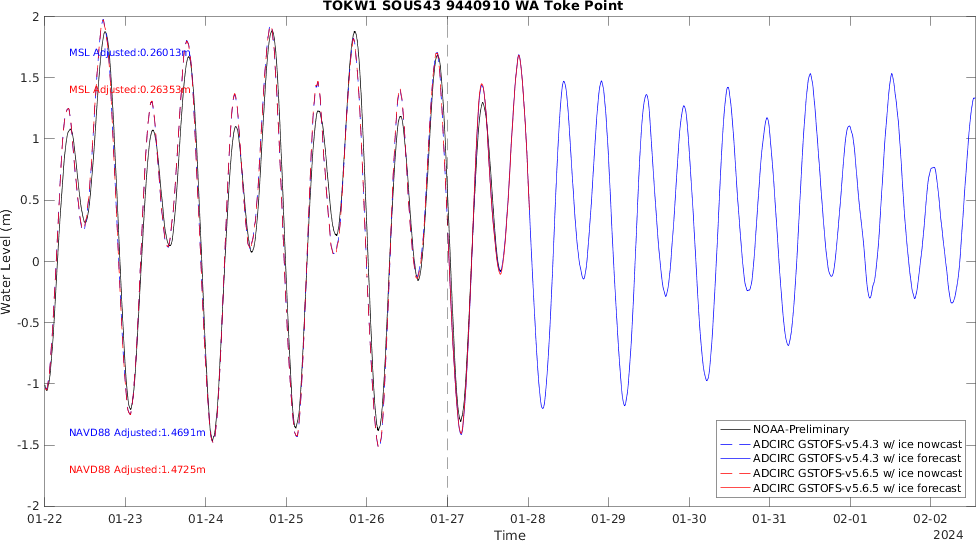 TOKW1 SOUS43 9440910 WA Toke Point
MSL Adjusted:0.26013m
MSL Adjusted:0.26353m
NAVD88 Adjusted:1.4691m
NAVD88 Adjusted:1.4725m
Water Level (m)
2
1.5
1
0.5
0
-0.5
-1
-1.5
-2
NOAA-Preliminary
ADCIRC GSTOFS-v5.4.3 w/ ice nowcast
ADCIRC GSTOFS-v5.4.3 w/ ice forecast
ADCIRC GSTOFS-v5.6.5 w/ ice nowcast
ADCIRC GSTOFS-v5.6.5 w/ ice forecast
01-22 01-23 01-24 01-25 01-26 01-27 01-28 01-29 01-30 01-31 02-01 02-02
2024
Time